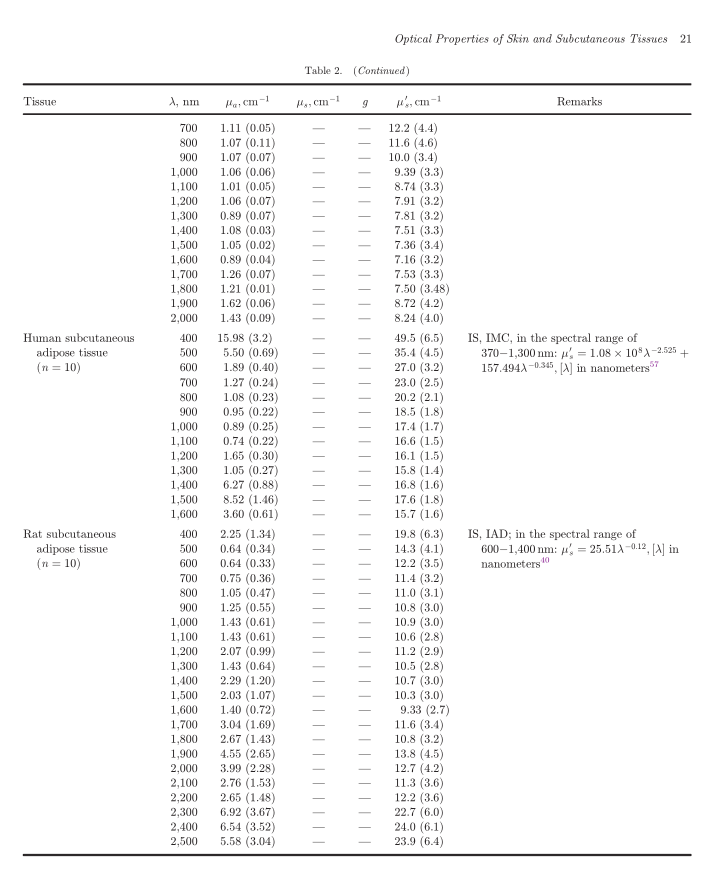 Optical Properties of Skin and Subcutaneous Tissues 21
Table 2. (Continued)
Tissue λ, nm μa, cm−1 μs, cm−1 g μ′s, cm−1 Remarks
700 1.11 (0.05) — — 12.2 (4.4)
800 1.07 (0.11) — — 11.6 (4.6)
900 1.07 (0.07) — — 10.0 (3.4)
1,000 1.06 (0.06) — — 9.39 (3.3)
1,100 1.01 (0.05) — — 8.74 (3.3)
1,200 1.06 (0.07) — — 7.91 (3.2)
1,300 0.89 (0.07) — — 7.81 (3.2)
1,400 1.08 (0.03) — — 7.51 (3.3)
1,500 1.05 (0.02) — — 7.36 (3.4)
1,600 0.89 (0.04) — — 7.16 (3.2)
1,700 1.26 (0.07) — — 7.53 (3.3)
1,800 1.21 (0.01) — — 7.50 (3.48)
1,900 1.62 (0.06) — — 8.72 (4.2)
2,000 1.43 (0.09) — — 8.24 (4.0)
Human subcutaneous 400 15.98 (3.2) — — 49.5 (6.5) IS, IMC, in the spectral range of
adipose tissue 500 5.50 (0.69) — — 35.4 (4.5) 370−1,300 nm: μ′s = 1.08 × 10^8λ^−2.525 +
(n = 10) 600 1.89 (0.40) — — 27.0 (3.2) 157.494λ^−0.345, [λ] in nanometers57
700 1.27 (0.24) — — 23.0 (2.5)
800 1.08 (0.23) — — 20.2 (2.1)
900 0.95 (0.22) — — 18.5 (1.8)
1,000 0.89 (0.25) — — 17.4 (1.7)
1,100 0.74 (0.22) — — 16.6 (1.5)
1,200 1.65 (0.30) — — 16.1 (1.5)
1,300 1.05 (0.27) — — 15.8 (1.4)
1,400 6.27 (0.88) — — 16.8 (1.6)
1,500 8.52 (1.46) — — 17.6 (1.8)
1,600 3.60 (0.61) — — 15.7 (1.6)
Rat subcutaneous 400 2.25 (1.34) — — 19.8 (6.3) IS, IAD; in the spectral range of
adipose tissue 500 0.64 (0.34) — — 14.3 (4.1) 600−1,400 nm: μ′s = 25.51λ^−0.12, [λ] in
(n = 10) 600 0.64 (0.33) — — 12.2 (3.5) nanometers40
700 0.75 (0.36) — — 11.4 (3.2)
800 1.05 (0.47) — — 11.0 (3.1)
900 1.25 (0.55) — — 10.8 (3.0)
1,000 1.43 (0.61) — — 10.9 (3.0)
1,100 1.43 (0.61) — — 10.6 (2.8)
1,200 2.07 (0.99) — — 11.2 (2.9)
1,300 1.43 (0.64) — — 10.5 (2.8)
1,400 2.29 (1.20) — — 10.7 (3.0)
1,500 2.03 (1.07) — — 10.3 (3.0)
1,600 1.40 (0.72) — — 9.33 (2.7)
1,700 3.04 (1.69) — — 11.6 (3.4)
1,800 2.67 (1.43) — — 10.8 (3.2)
1,900 4.55 (2.65) — — 13.8 (4.5)
2,000 3.99 (2.28) — — 12.7 (4.2)
2,100 2.76 (1.53) — — 11.3 (3.6)
2,200 2.65 (1.48) — — 12.2 (3.6)
2,300 6.92 (3.67) — — 22.7 (6.0)
2,400 6.54 (3.52) — — 24.0 (6.1)
2,500 5.58 (3.04) — — 23.9 (6.4)